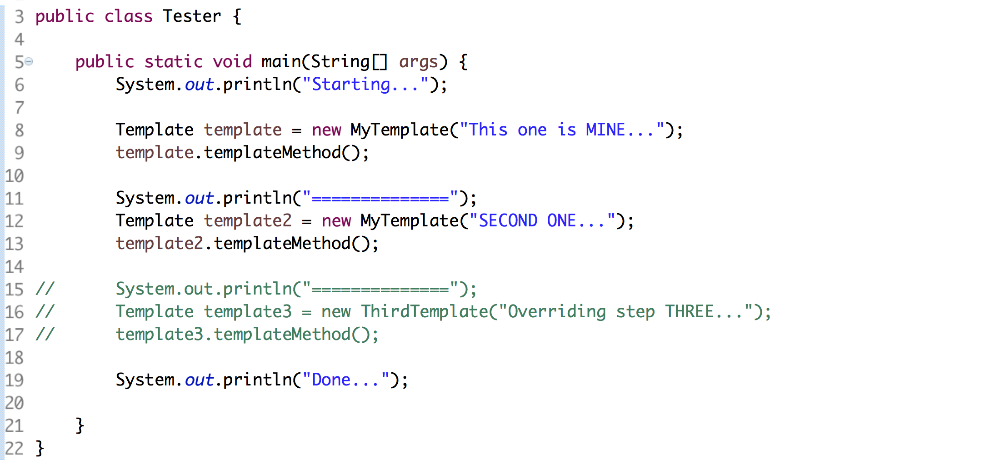 3 public class Tester {
4
5 public static void main(String[] args) {
6 System.out.println("Starting...");
7
8 Template template = new MyTemplate("This one is MINE...");
9 template.templateMethod();
10
11 System.out.println("==============");
12 Template template2 = new MyTemplate("SECOND ONE...");
13 template2.templateMethod();
14
15 // System.out.println("==============");
16 // Template template3 = new ThirdTemplate("Overriding step THREE...");
17 // template3.templateMethod();
18
19 System.out.println("Done...");
20
21 }
22 }